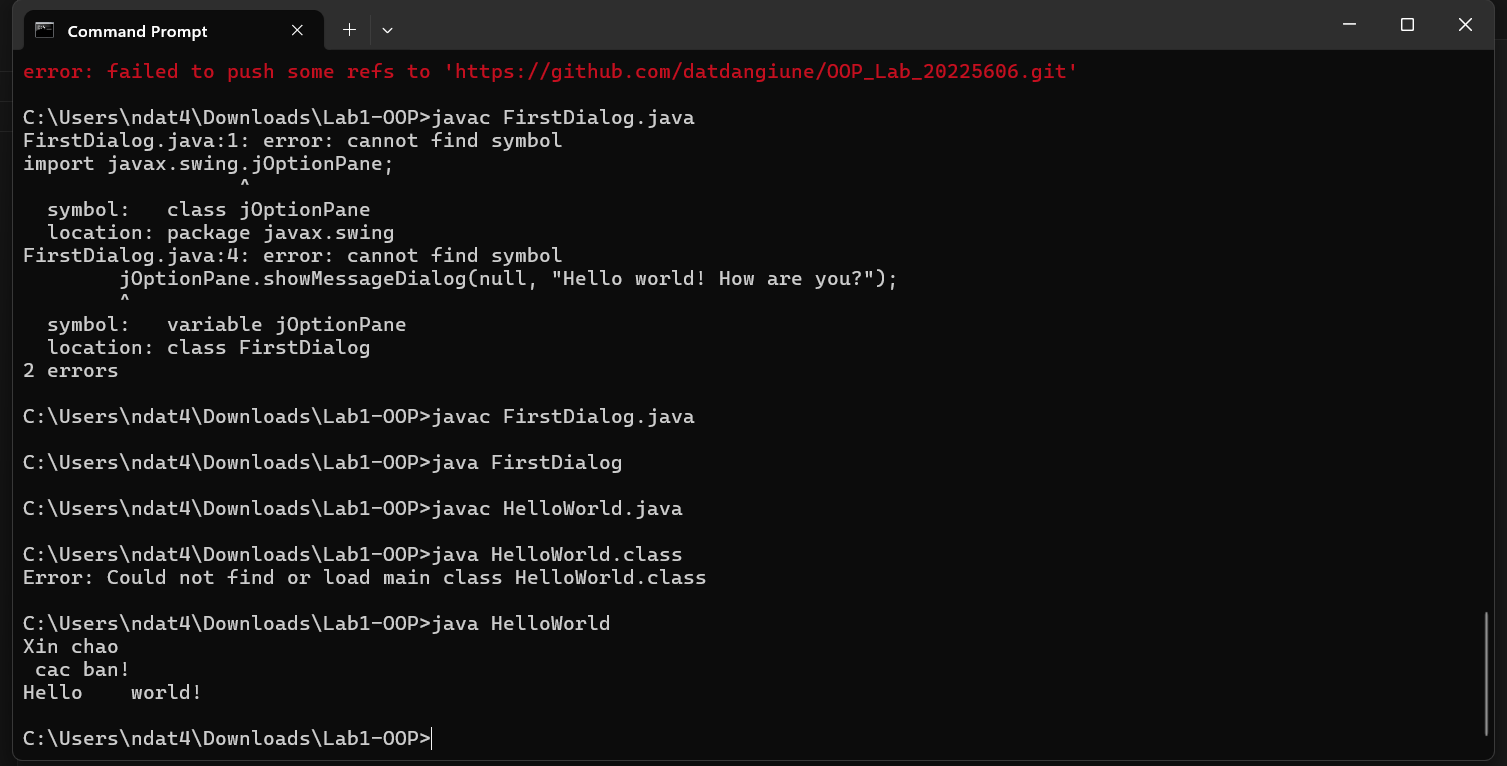 Command Prompt
error: failed to push some refs to 'https://github.com/datdangiune/OOP_Lab_20225606.git'
C:\Users\ndat4\Downloads\Lab1-OOP>javac FirstDialog.java
FirstDialog.java:1: error: cannot find symbol
import javax.swing.jOptionPane;
                  ^
  symbol:   class jOptionPane
  location: package javax.swing
FirstDialog.java:4: error: cannot find symbol
        jOptionPane.showMessageDialog(null, "Hello world! How are you?");
        ^
  symbol:   variable jOptionPane
  location: class FirstDialog
2 errors
C:\Users\ndat4\Downloads\Lab1-OOP>javac FirstDialog.java
C:\Users\ndat4\Downloads\Lab1-OOP>java FirstDialog
C:\Users\ndat4\Downloads\Lab1-OOP>javac HelloWorld.java
C:\Users\ndat4\Downloads\Lab1-OOP>java HelloWorld.class
Error: Could not find or load main class HelloWorld.class
C:\Users\ndat4\Downloads\Lab1-OOP>java HelloWorld
Xin chao
 cac ban!
Hello    world!
C:\Users\ndat4\Downloads\Lab1-OOP>